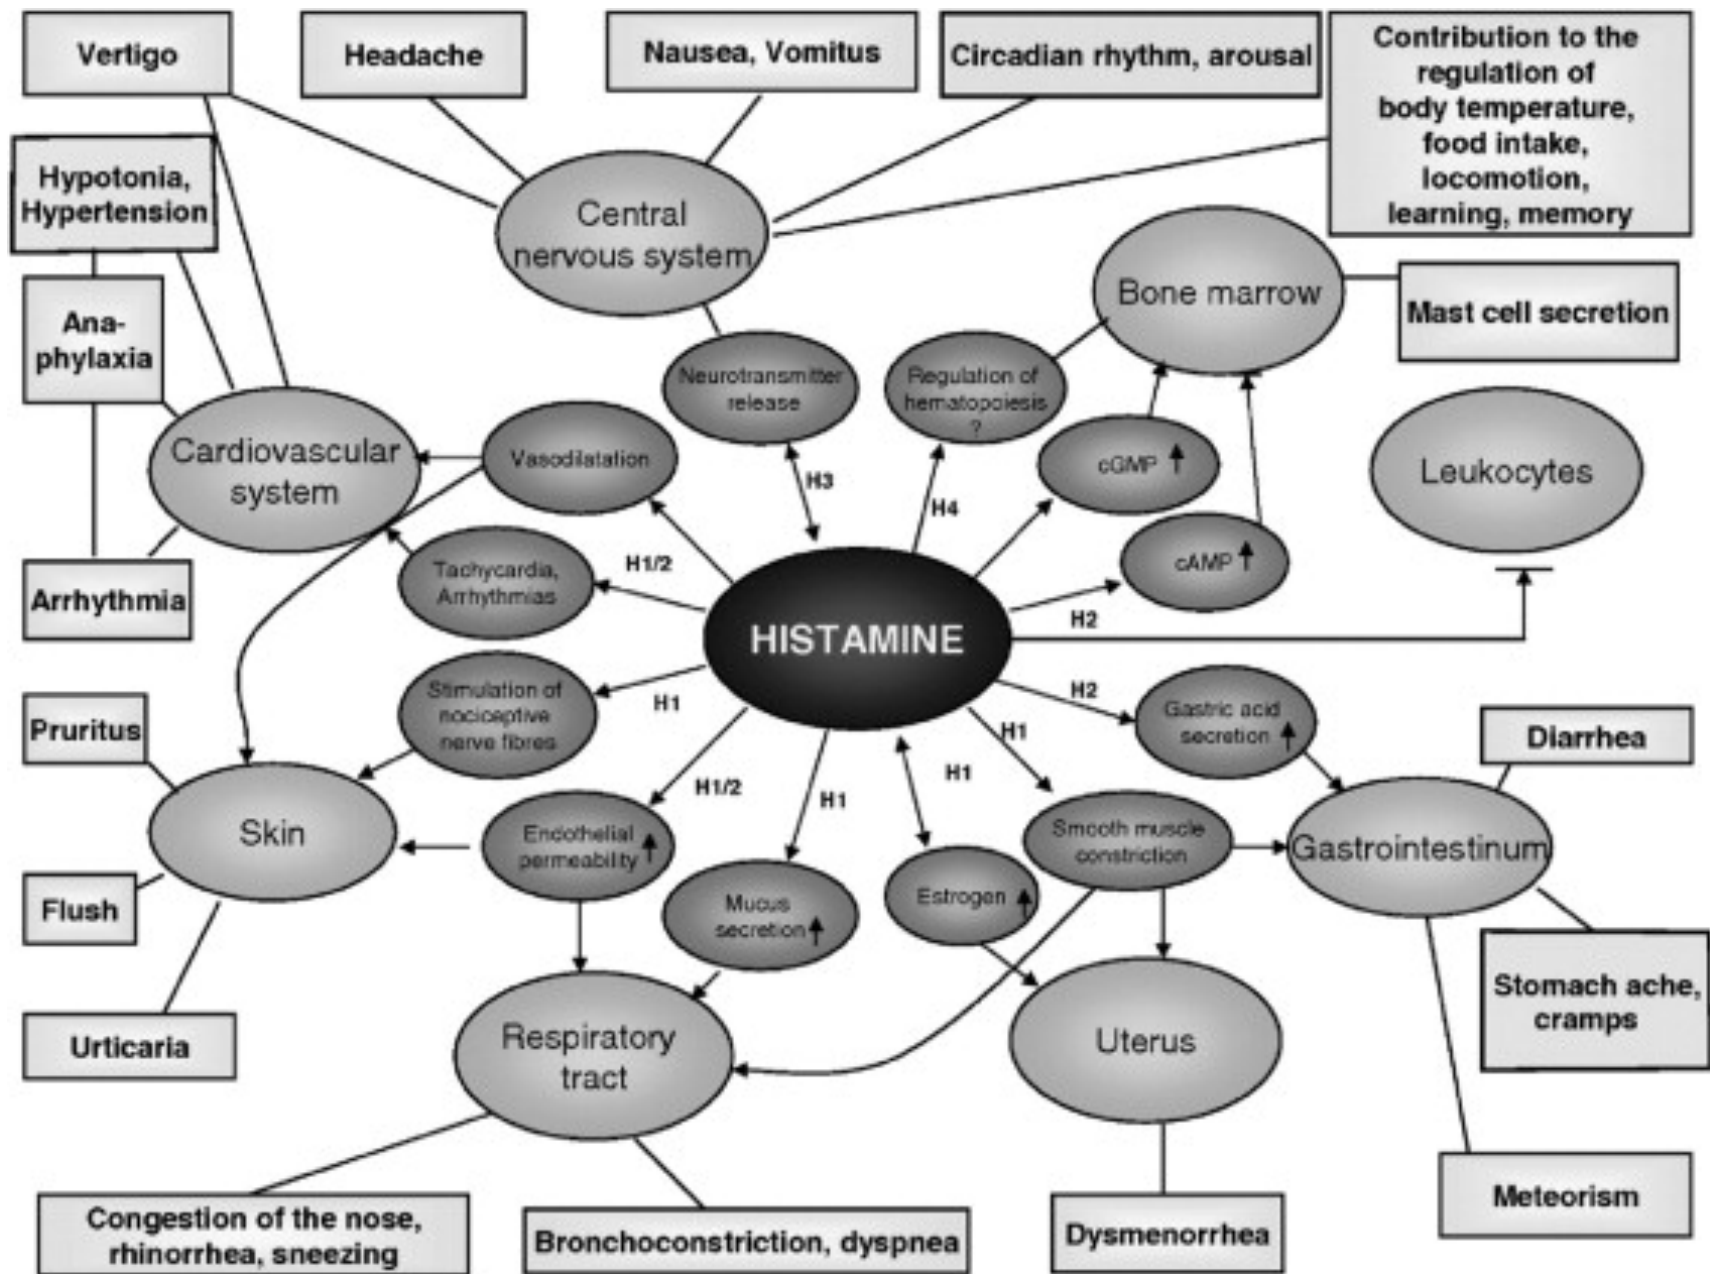 Vertigo
Headache
Nausea, Vomitus
Circadian rhythm, arousal
Contribution to the
regulation of
body temperature,
food intake,
locomotion,
learning, memory
Hypotonia,
Hypertension
Central
nervous system
Bone marrow
Mast cell secretion
Ana-
phylaxia
Neurotransmitter
release
Regulation of
hematopoiesis
?
Cardiovascular
system
Vasodilatation
cGMP ↑
Leukocytes
H3
H4
cAMP ↑
Tachycardia,
Arrhythmias
H1/2
Arrhythmia
H2
HISTAMINE
Stimulation of
nociceptive
nerve fibres
H1
H2
Gastric acid
secretion ↑
Pruritus
H1
Diarrhea
H1/2
H1
H1
Skin
Endothelial
permeability ↑
Smooth muscle
constriction
Gastrointestinum
Flush
Mucus
secretion ↑
Estrogen ↑
Stomach ache,
cramps
Urticaria
Respiratory
tract
Uterus
Meteorism
Congestion of the nose,
rhinorrhea, sneezing
Bronchoconstriction, dyspnea
Dysmenorrhea